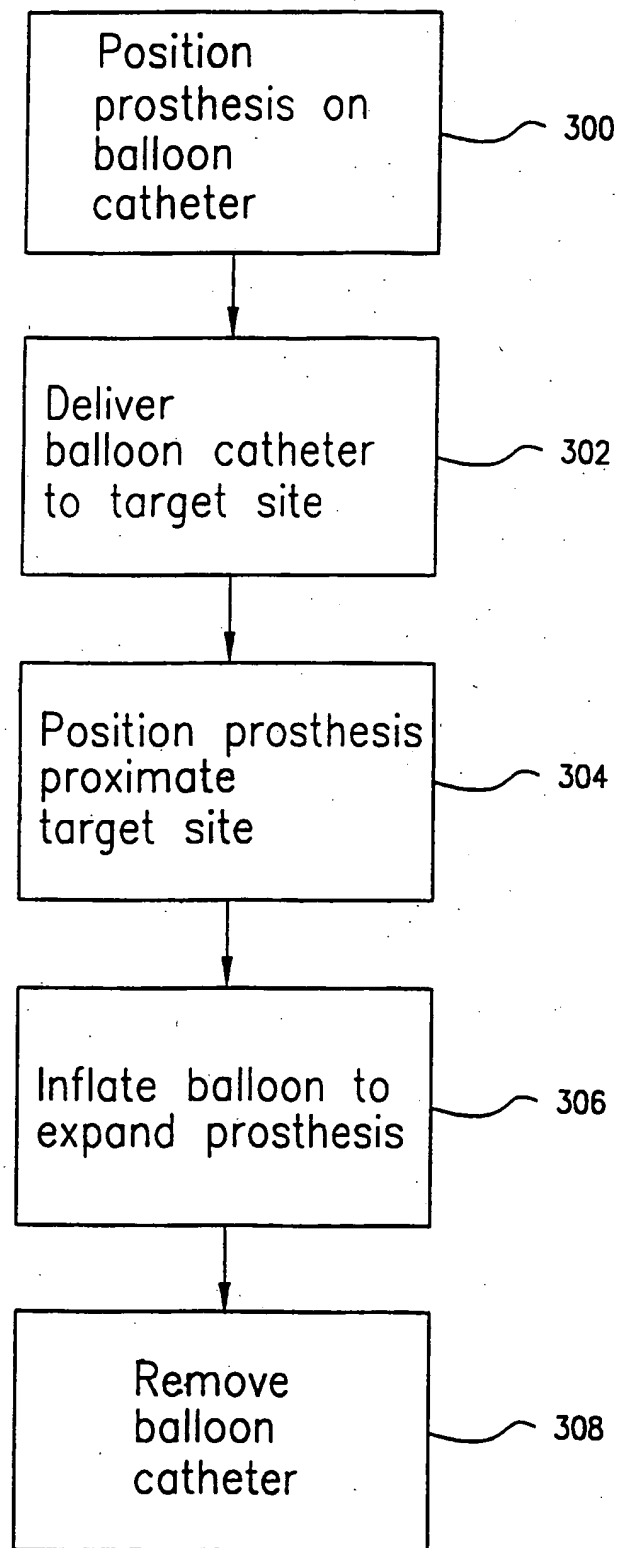 Position
prosthesis on
balloon
catheter
300
Deliver
balloon catheter
to target site
302
Position prosthesis
proximate
target site
304
Inflate balloon to
expand prosthesis
306
Remove
balloon
catheter
308